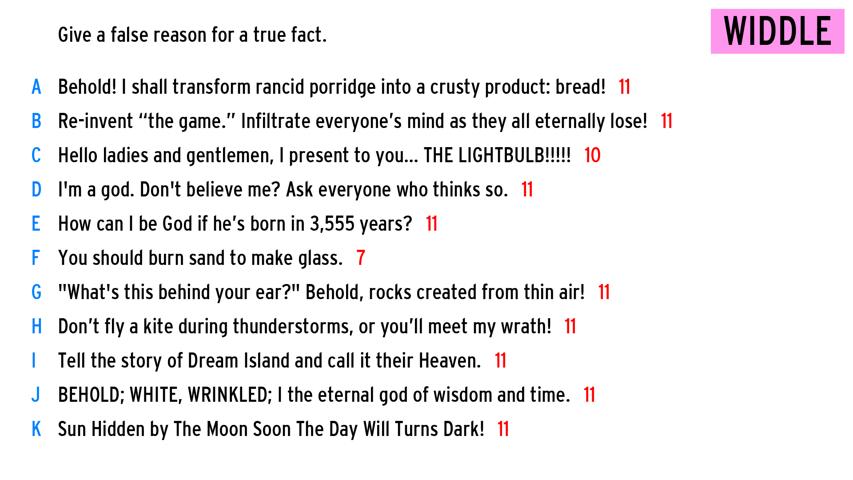 Give a false reason for a true fact.
WIDDLE
A Behold! I shall transform rancid porridge into a crusty product: bread! 11
B Re-invent “the game.” Infiltrate everyone’s mind as they all eternally lose! 11
C Hello ladies and gentlemen, I present to you... THE LIGHTBULB!!!!! 10
D I'm a god. Don't believe me? Ask everyone who thinks so. 11
E How can I be God if he’s born in 3,555 years? 11
F You should burn sand to make glass. 7
G "What's this behind your ear?" Behold, rocks created from thin air! 11
H Don’t fly a kite during thunderstorms, or you’ll meet my wrath! 11
I Tell the story of Dream Island and call it their Heaven. 11
J BEHOLD; WHITE, WRINKLED; I the eternal god of wisdom and time. 11
K Sun Hidden by The Moon Soon The Day Will Turns Dark! 11